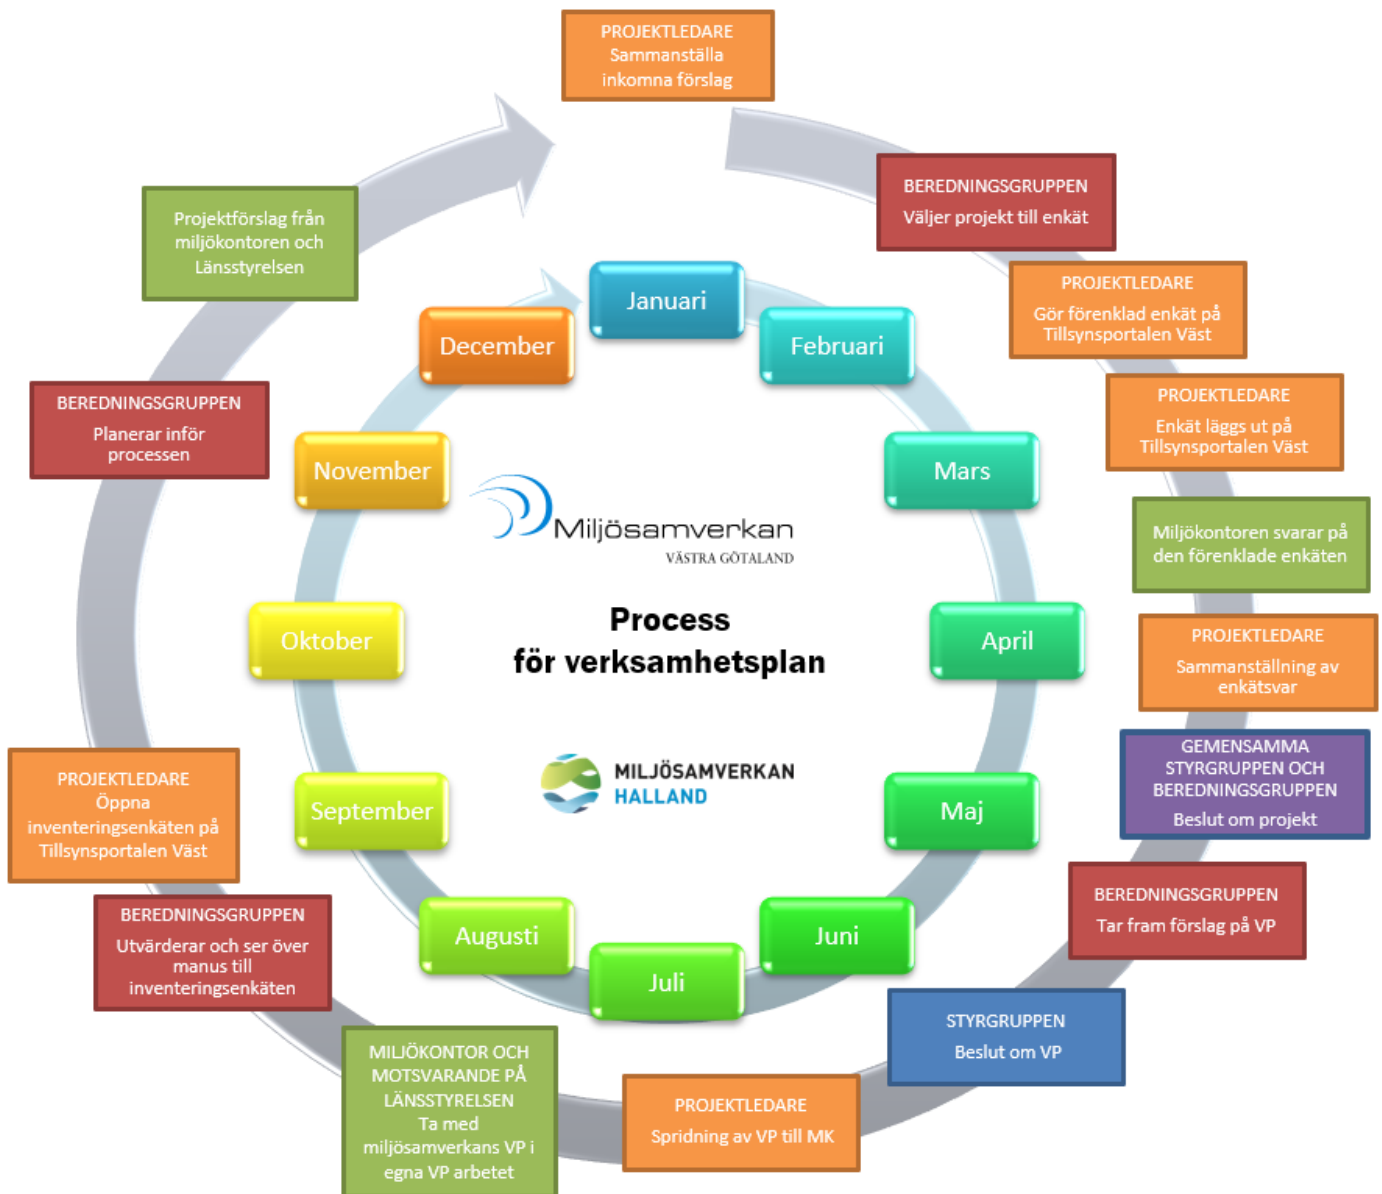 PROJEKTLEDARE
Sammanställa
inkomna förslag
BEREDNINGSGRUPPEN
Väljer projekt till enkät
PROJEKTLEDARE
Gör förenklad enkät på
Tillsynsportalen Väst
PROJEKTLEDARE
Enkät läggs ut på
Tillsynsportalen Väst
Miljökontoren svarar på
den förenklade enkäten
PROJEKTLEDARE
Sammanställning av
enkätsvar
GEMENSAMMA
STYRGRUPPEN OCH
BEREDNINGSGRUPPEN
Beslut om projekt
BEREDNINGSGRUPPEN
Tar fram förslag på VP
STYRGRUPPEN
Beslut om VP
PROJEKTLEDARE
Spridning av VP till MK
MILJÖKONTOR OCH
MOTSVARANDE PÅ
LÄNSSTYRELSEN
Ta med
miljösamverkans VP i
egna VP arbetet
BEREDNINGSGRUPPEN
Utvärderar och ser över
manus till
inventeringsenkäten
PROJEKTLEDARE
Öppna
inventeringsenkäten på
Tillsynsportalen Väst
BEREDNINGSGRUPPEN
Planerar inför
processen
Projektförslag från
miljökontoren och
Länsstyrelsen
Januari
Februari
Mars
April
Maj
Juni
Juli
Augusti
September
Oktober
November
December
Miljösamverkan
VÄSTRA GÖTALAND
Process
för verksamhetsplan
MILJÖSAMVERKAN
HALLAND